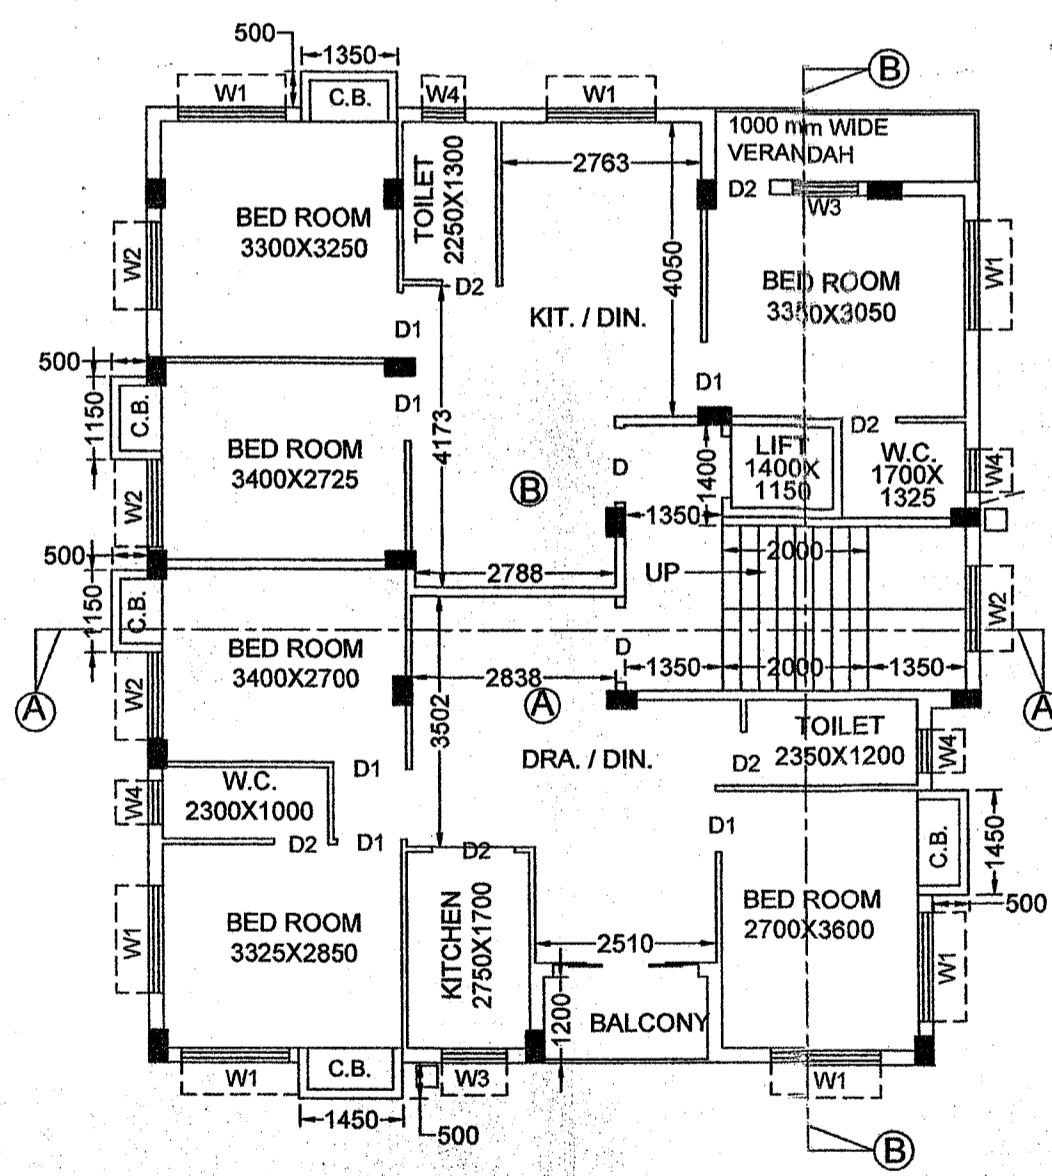 500
1350
B
W1
C.B.
W4
W1
1000 mm WIDE
VERANDAH
TOILET
2250X1300
2763
D2
W3
BED ROOM
3300X3250
W2
D2
4050
KIT. / DIN.
BED ROOM
3350X3050
W1
D1
500
D1
D1
1150
C.B.
4173
BED ROOM
3400X2725
D
1400
LIFT
1400X
1150
D2
W.C.
1700X
1325
W4
W2
B
1350
500
2788
UP
2000
1150
C.B.
W2
BED ROOM
3400X2700
D
1350
2000
1350
A
2838
A
A
W2
3502
DRA. / DIN.
TOILET
2350X1200
D2
W4
D1
W.C.
2300X1000
W4
D2
D1
D2
D1
C.B.
1450
BED ROOM
3325X2850
KITCHEN
2750X1700
BED ROOM
2700X3600
500
W1
2510
W1
1200
BALCONY
W1
C.B.
W3
W1
1450
500
B